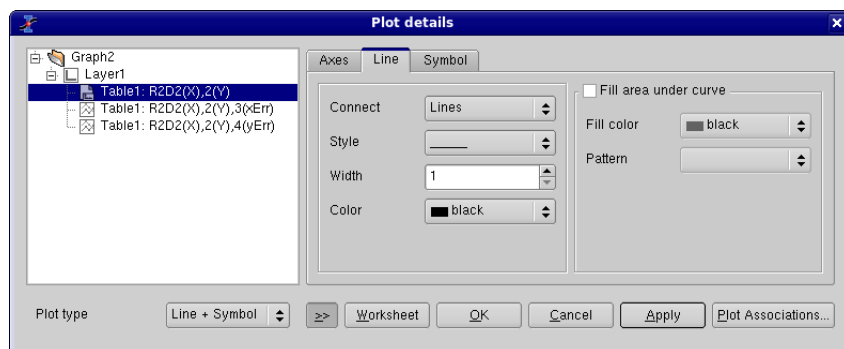 Plot details
Graph2
Layer1
Table1: R2D2(X),2(Y)
Table1: R2D2(X),2(Y),3(xErr)
Table1: R2D2(X),2(Y),4(yErr)
Axes Line Symbol
Connect Lines
Style
Width 1
Color black
Fill area under curve
Fill color black
Pattern
Plot type Line + Symbol >> Worksheet OK Cancel Apply Plot Associations...